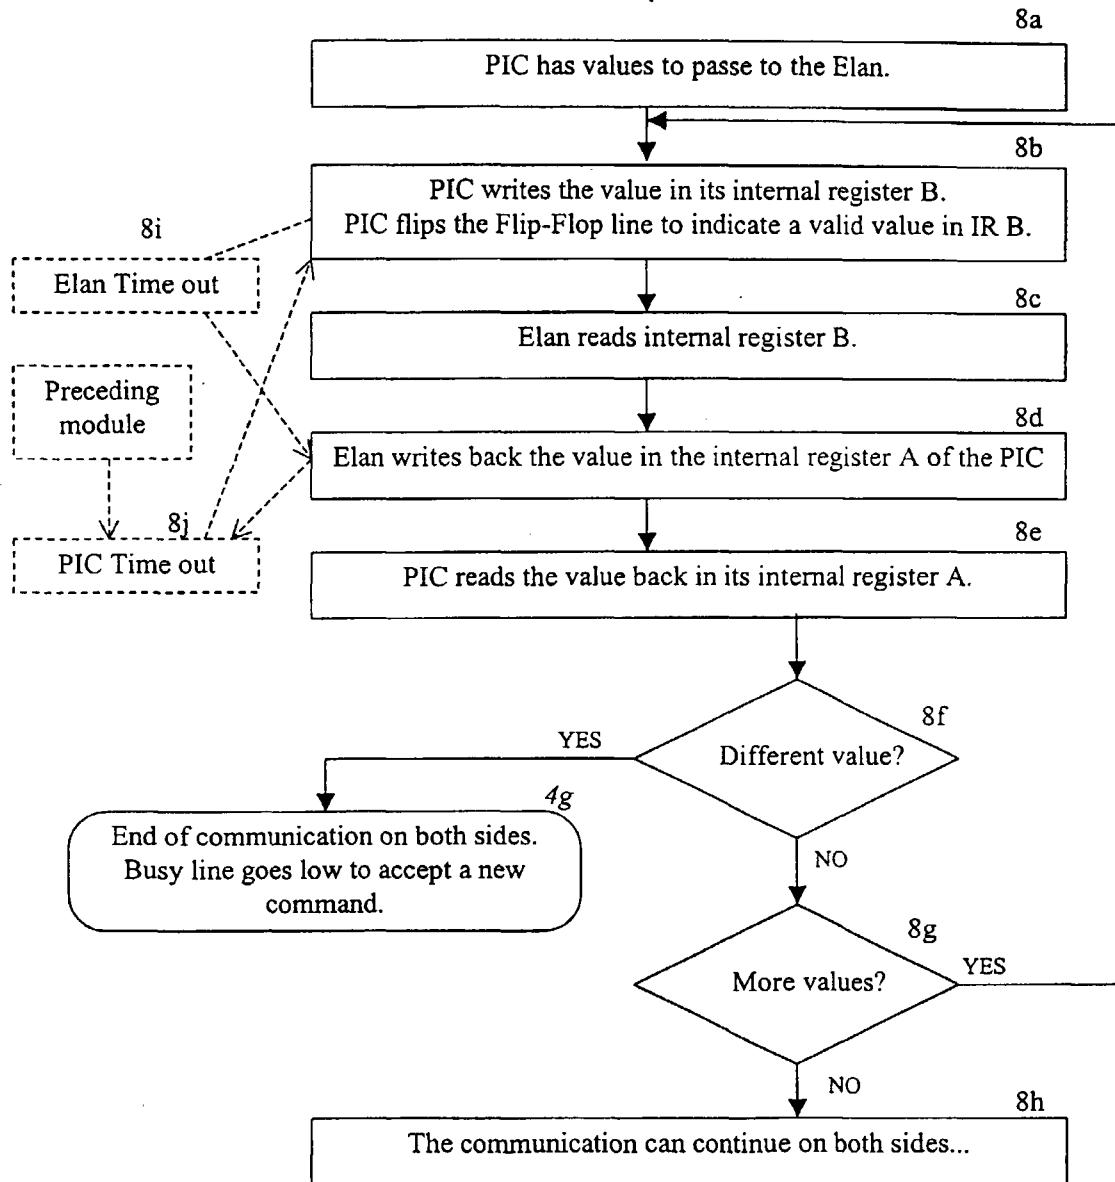 8a
PIC has values to passe to the Elan.
8b
PIC writes the value in its internal register B.
PIC flips the Flip-Flop line to indicate a valid value in IR B.
8i
Elan Time out
8c
Elan reads internal register B.
Preceding
module
8d
Elan writes back the value in the internal register A of the PIC
8j
PIC Time out
8e
PIC reads the value back in its internal register A.
8f
Different value?
YES
4g
End of communication on both sides.
Busy line goes low to accept a new
command.
NO
8g
More values?
YES
NO
8h
The communication can continue on both sides...